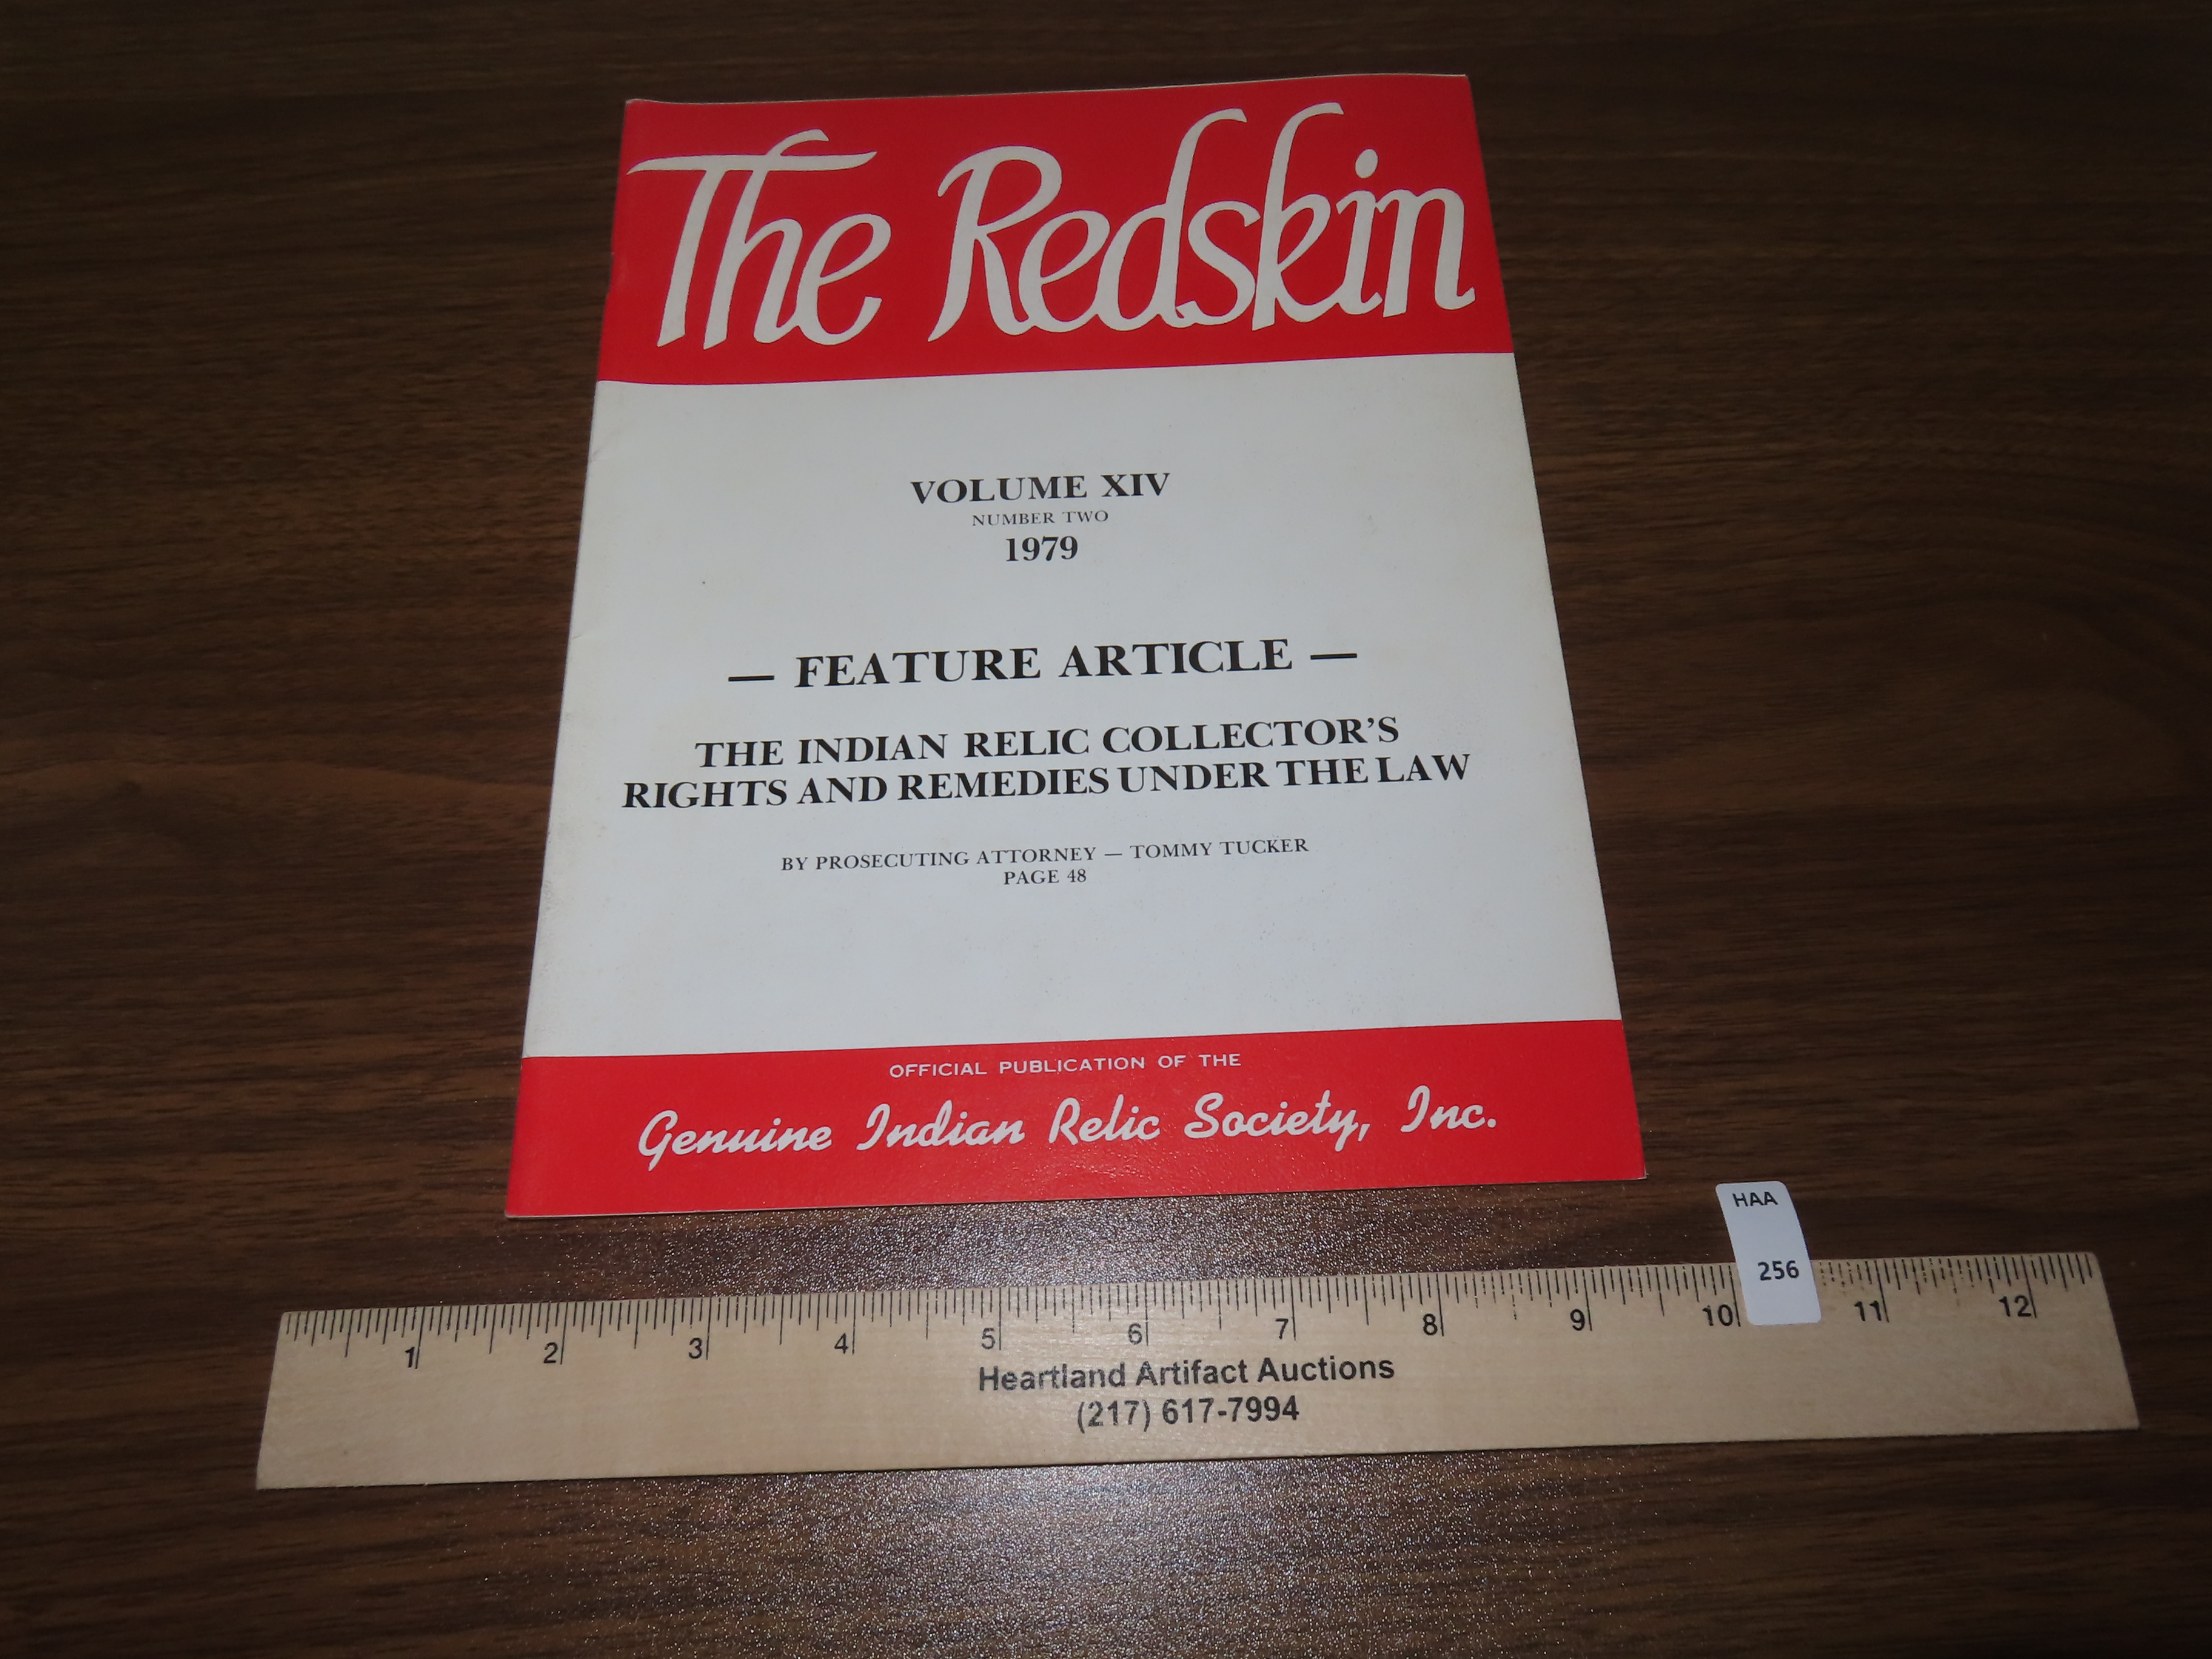 The Redskin
VOLUME XIV
NUMBER TWO
1979
— FEATURE ARTICLE —
THE INDIAN RELIC COLLECTOR'S
RIGHTS AND REMEDIES UNDER THE LAW
BY PROSECUTING ATTORNEY — TOMMY TUCKER
PAGE 48
OFFICIAL PUBLICATION OF THE
Genuine Indian Relic Society, Inc.
HAA
256
1 2 3 4 5 6 7 8 9 10 11 12
Heartland Artifact Auctions
(217) 617-7994